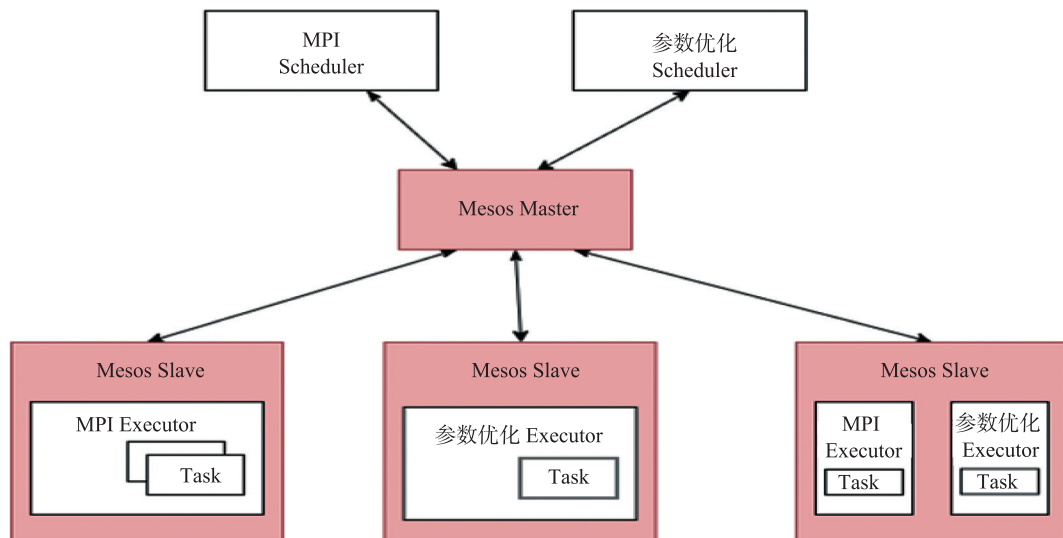 MPI
Scheduler
参数优化
Scheduler
Mesos Master
Mesos Slave
MPI Executor
Task
Mesos Slave
参数优化 Executor
Task
Mesos Slave
MPI
Executor
Task
参数优化
Executor
Task